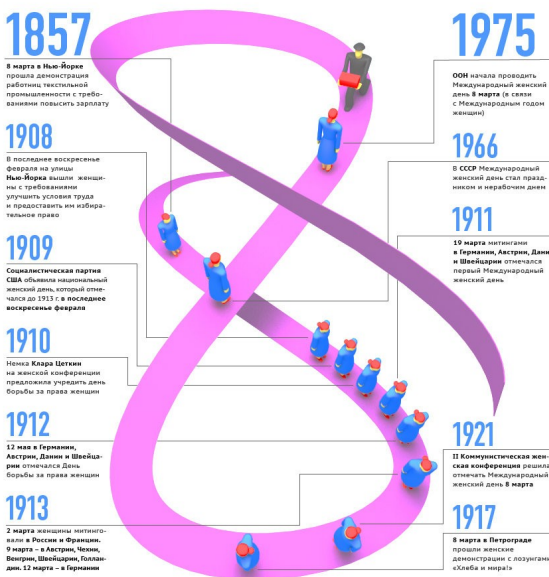 1857
8 марта в Нью-Йорке
прошла демонстрация
работниц текстильной
промышленности с требо-
ваниями повысить зарплату
1908
В последнее воскресенье
февраля на улицы
Нью-Йорка вышли женщи-
ны с требованиями
улучшить условия труда
и предоставить им избира-
тельное право
1909
Социалистическая партия
США объявила национальный
женский день, который отме-
чался до 1913 г. в последнее
воскресенье февраля
1910
Немка Клара Цеткин
на женской конференции
предложила учредить день
борьбы за права женщин
1912
12 мая в Германии,
Австрии, Дании и Швейца-
рии отмечался День
борьбы за права женщин
1913
2 марта женщины митинго-
вали в России и Франции.
9 марта – в Австрии, Чехии,
Венгрии, Швейцарии, Голлан-
дии. 12 марта – в Германии
1975
ООН начала проводить
Международный женский
день 8 марта (в связи
с Международным годом
женщин)
1966
В СССР Международный
женский день стал празд-
ником и нерабочим днем
1911
19 марта митингами
в Германии, Австрии, Дани
и Швейцарии отмечался
первый Международный
женский день
1921
II Коммунистическая жен-
ская конференция решила
отмечать Международный
женский день 8 марта
1917
8 марта в Петрограде
прошли женские
демонстрации с лозунгами
«Хлеба и мира!»